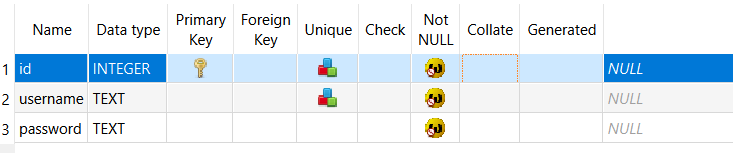 Name Data type Primary Key Foreign Key Unique Check Not NULL Collate Generated
1 id INTEGER NULL
2 username TEXT NULL
3 password TEXT NULL